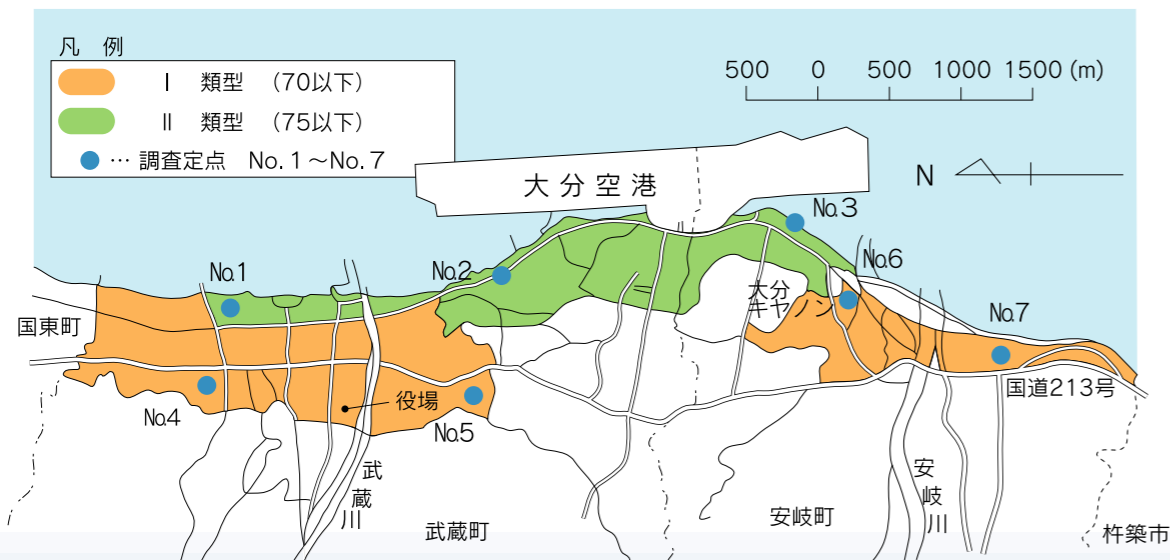 凡 例
Ⅰ 類型 (70以下)
Ⅱ 類型 (75以下)
… 調査定点 No.1～No.7
500 0 500 1000 1500 (m)
N
大分空港
No.3
No.1
No.2
No.6
大分
キヤノン
No.7
国東町
国道213号
No.4
役場
No.5
武蔵川
安岐川
武蔵町
安岐町
杵築市